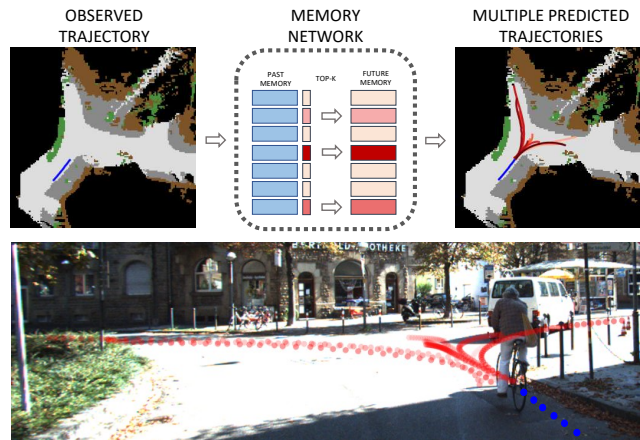 OBSERVED
TRAJECTORY
MEMORY
NETWORK
MULTIPLE PREDICTED
TRAJECTORIES
PAST
MEMORY
TOP-K
FUTURE
MEMORY